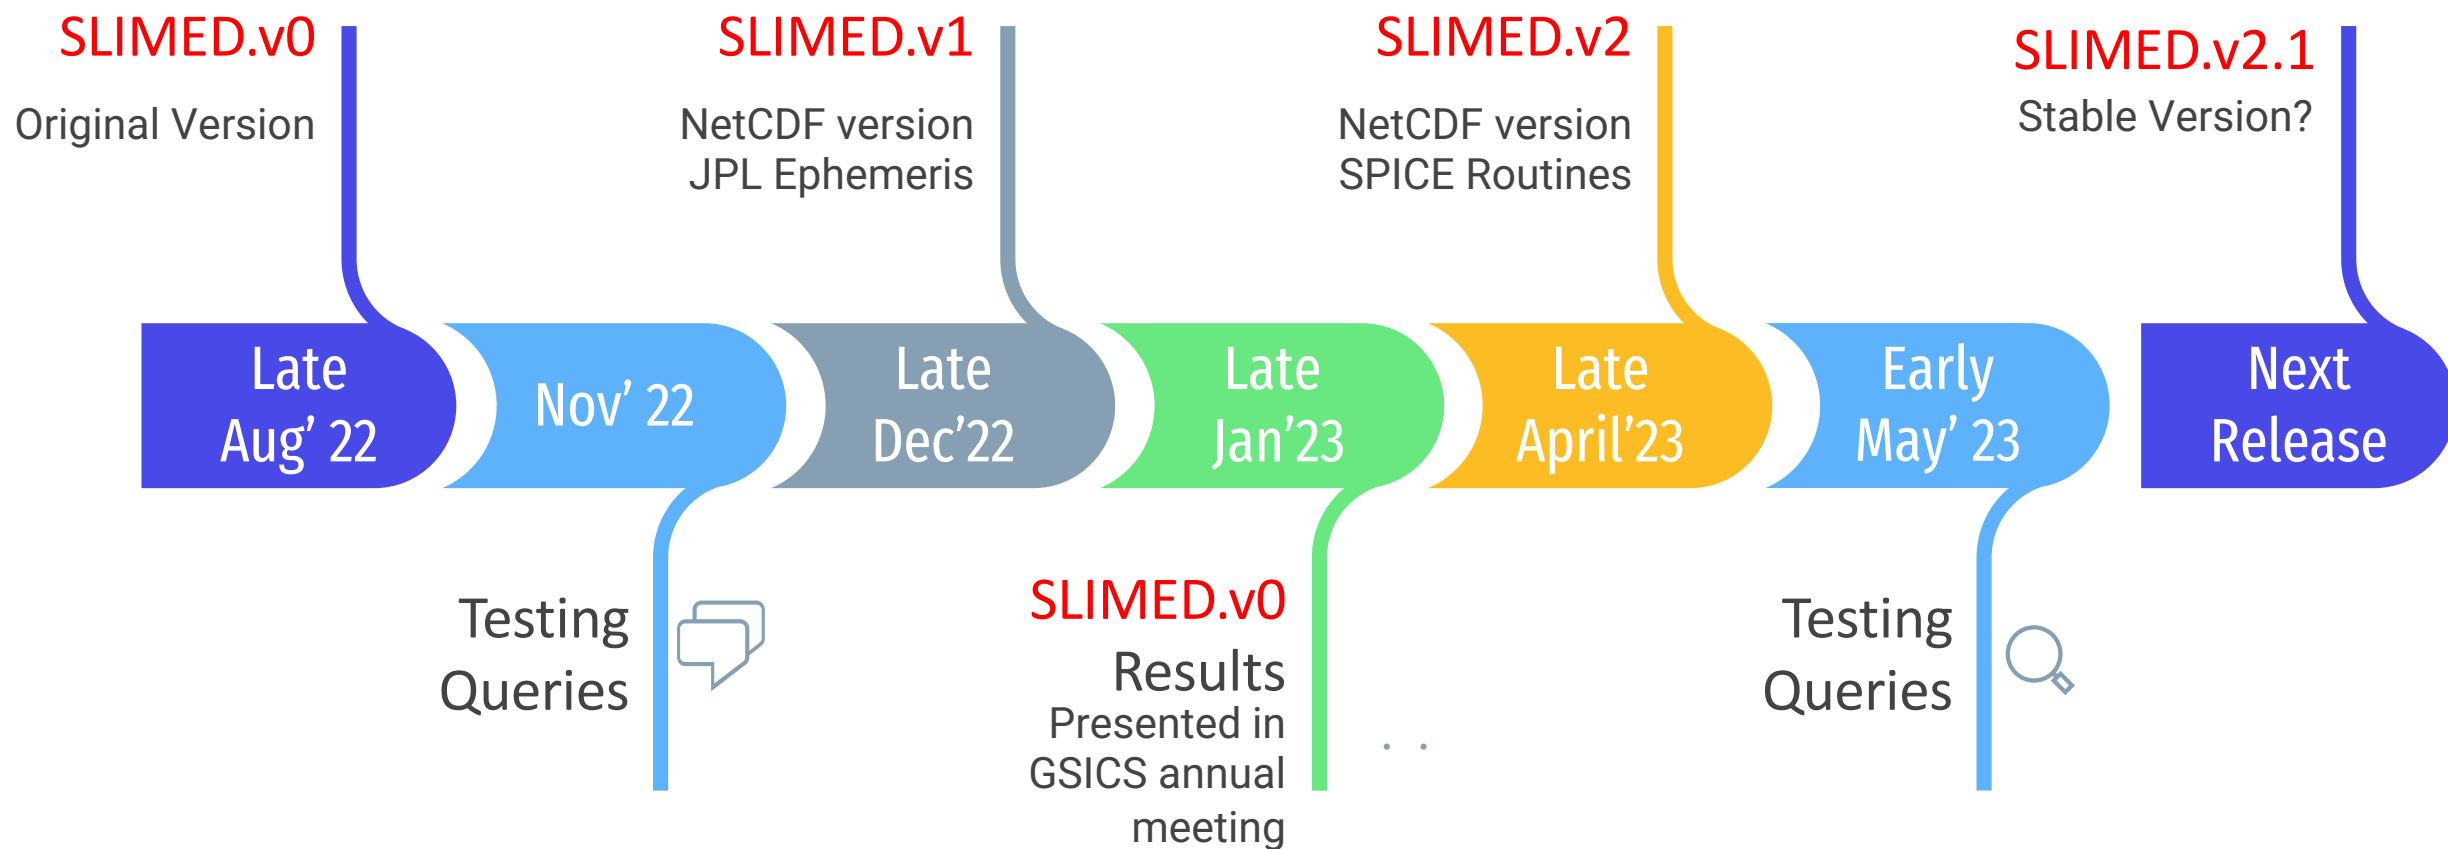 SLIMED.v0
Original Version
SLIMED.v1
NetCDF version
JPL Ephemeris
SLIMED.v2
NetCDF version
SPICE Routines
SLIMED.v2.1
Stable Version?
Late
Aug’ 22
Nov’ 22
Late
Dec’22
Late
Jan’23
Late
April’23
Early
May’ 23
Next
Release
Testing
Queries
SLIMED.v0
Results
Presented in
GSICS annual
meeting
Testing
Queries